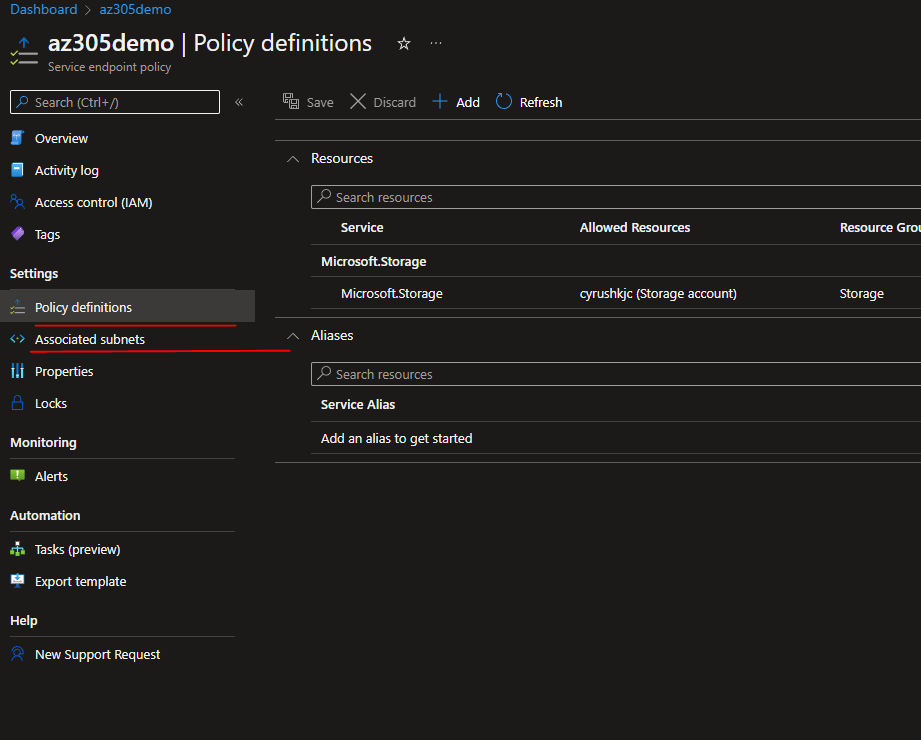 Dashboard > az305demo
az305demo | Policy definitions ☆ ···
Service endpoint policy
Search (Ctrl+/) «
Overview
Activity log
Access control (IAM)
Tags
Settings
Policy definitions
Associated subnets
Properties
Locks
Monitoring
Alerts
Automation
Tasks (preview)
Export template
Help
New Support Request
Save Discard Add Refresh
Resources
Search resources
Service Allowed Resources Resource Grou
Microsoft.Storage
Microsoft.Storage cyrushkjc (Storage account) Storage
Aliases
Search resources
Service Alias
Add an alias to get started